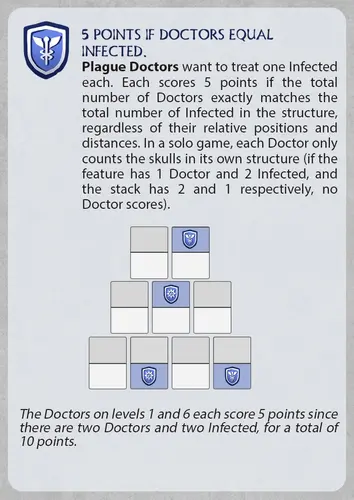 5 POINTS IF DOCTORS EQUAL
INFECTED.
Plague Doctors want to treat one Infected
each. Each scores 5 points if the total
number of Doctors exactly matches the
total number of Infected in the structure,
regardless of their relative positions and
distances. In a solo game, each Doctor only
counts the skulls in its own structure (if the
feature has 1 Doctor and 2 Infected, and
the stack has 2 and 1 respectively, no
Doctor scores).
The Doctors on levels 1 and 6 each score 5 points since
there are two Doctors and two Infected, for a total of
10 points.